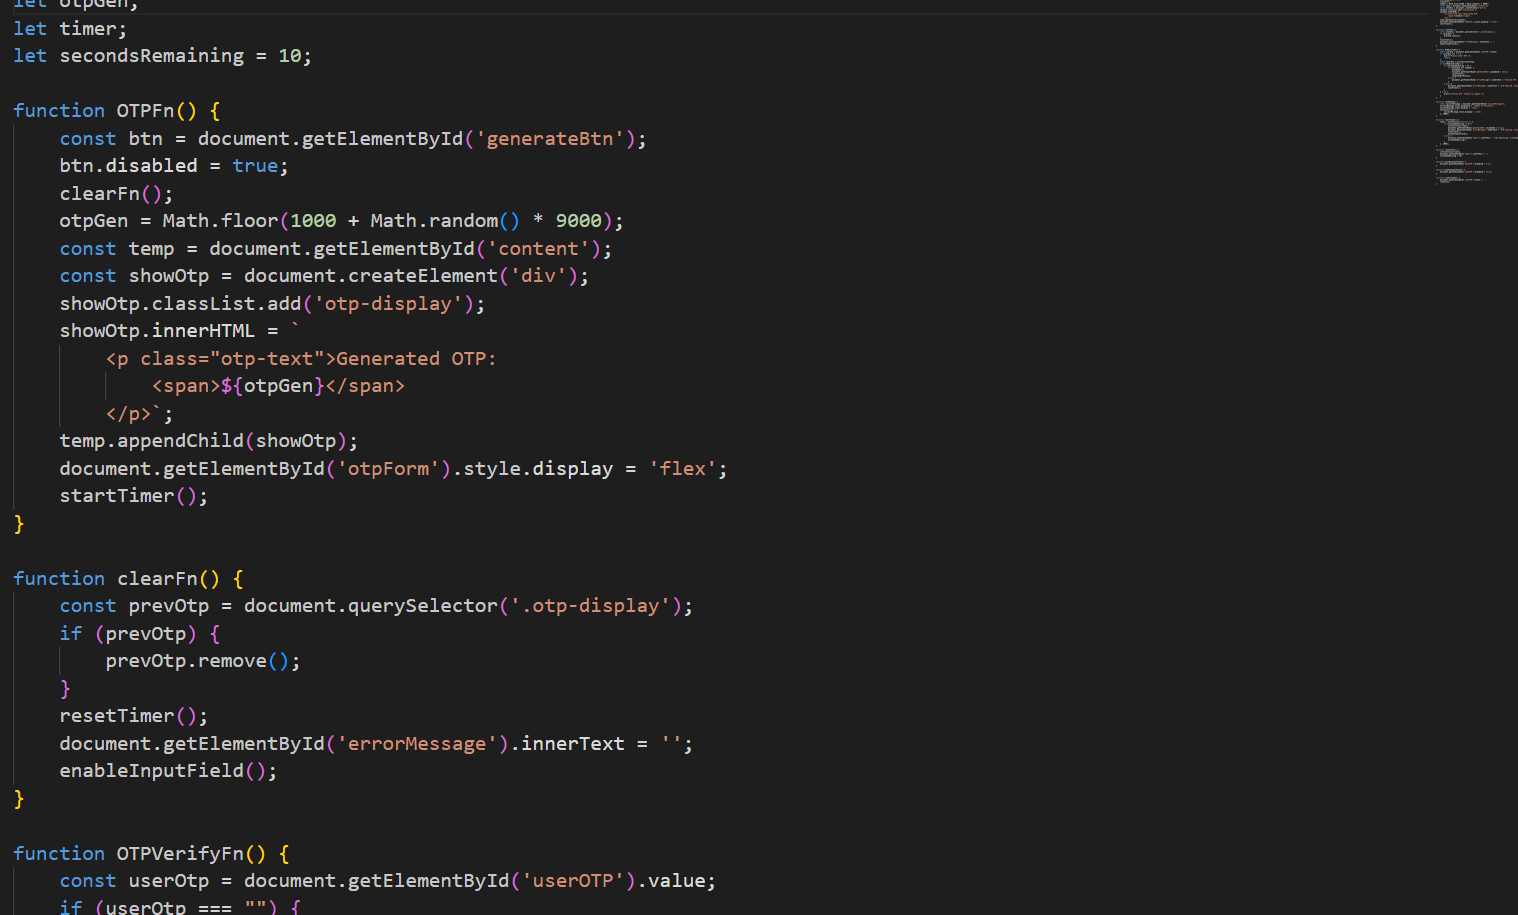 let otpGen;
let timer;
let secondsRemaining = 10;
function OTPFn() {
const btn = document.getElementById('generateBtn');
btn.disabled = true;
clearFn();
otpGen = Math.floor(1000 + Math.random() * 9000);
const temp = document.getElementById('content');
const showOtp = document.createElement('div');
showOtp.classList.add('otp-display');
showOtp.innerHTML = `
<p class="otp-text">Generated OTP:
<span>${otpGen}</span>
</p>`;
temp.appendChild(showOtp);
document.getElementById('otpForm').style.display = 'flex';
startTimer();
}
function clearFn() {
const prevOtp = document.querySelector('.otp-display');
if (prevOtp) {
prevOtp.remove();
}
resetTimer();
document.getElementById('errorMessage').innerText = '';
enableInputField();
}
function OTPVerifyFn() {
const userOtp = document.getElementById('userOTP').value;
if (userOtp === "") {